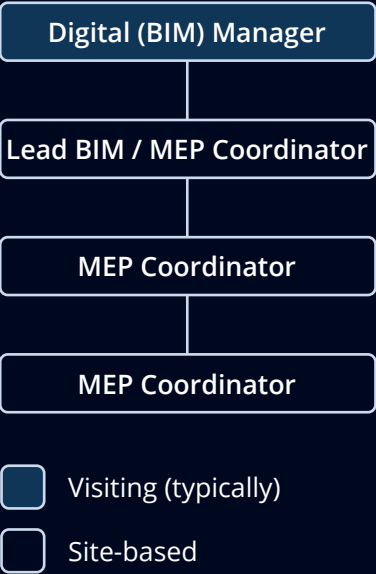 Digital (BIM) Manager
Lead BIM / MEP Coordinator
MEP Coordinator
MEP Coordinator
Visiting (typically)
Site-based